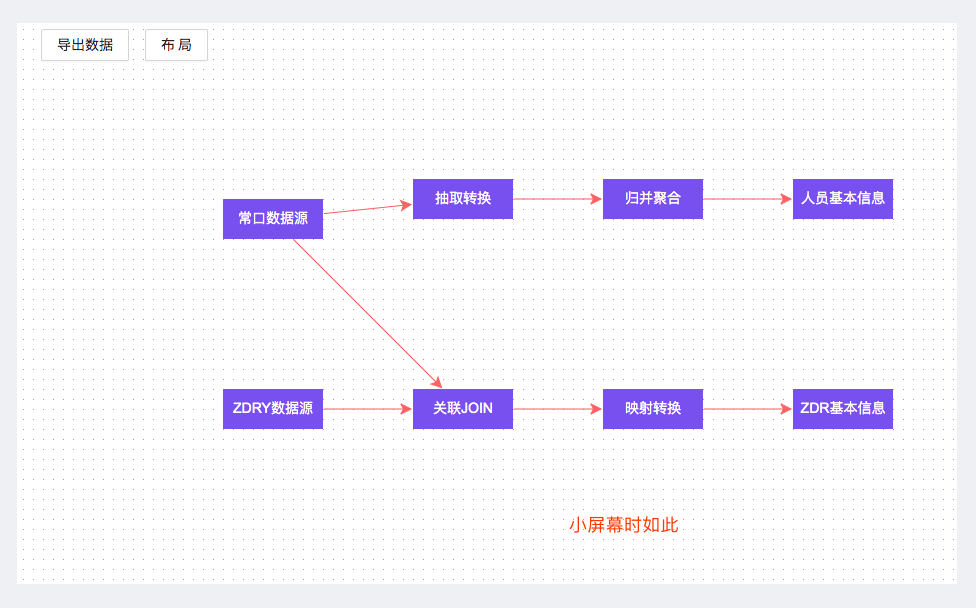 导出数据
布 局
抽取转换
归并聚合
人员基本信息
常口数据源
ZDRY数据源
关联JOIN
映射转换
ZDR基本信息
小屏幕时如此